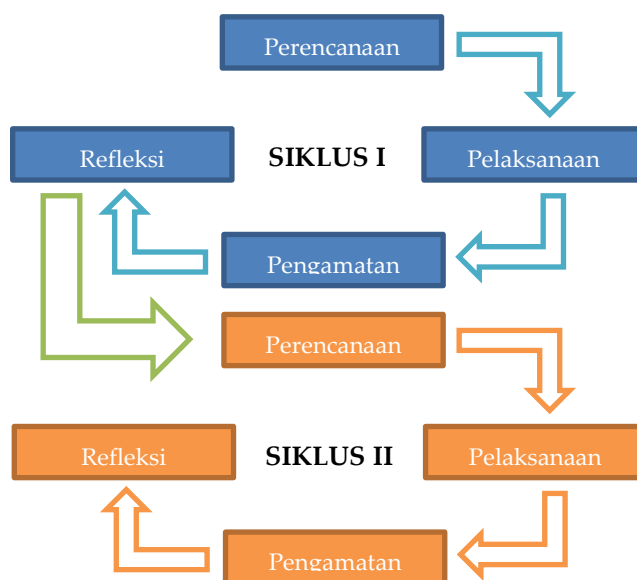 Perencanaan
Refleksi
SIKLUS I
Pelaksanaan
Pengamatan
Perencanaan
Refleksi
SIKLUS II
Pelaksanaan
Pengamatan